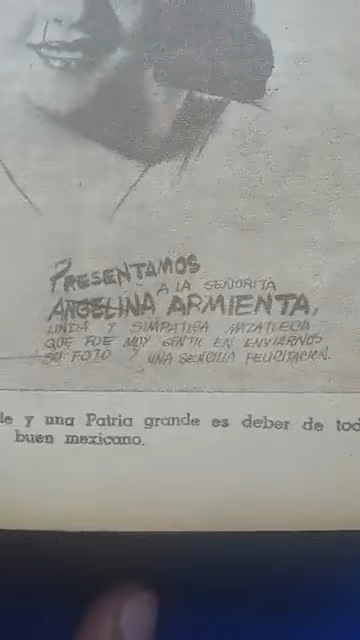 PRESENTAMOS
A LA SEÑORITA
ANGELINA ARMIENTA,
LINDA Y SIMPATICA MAZATLECA
QUE FUE MUY GENTIL EN ENVIARNOS
SU FOTO Y UNA SENCILLA FELICITACION.
y una Patria grande es deber de
buen mexicano.